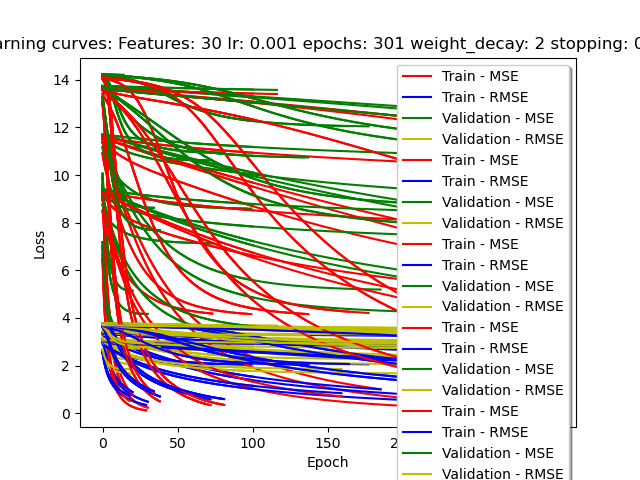 arning curves: Features: 30 lr: 0.001 epochs: 301 weight_decay: 2 stopping: 0
14
12
10
8
6
4
2
0
Loss
0 50 100 150 2
Epoch
Train - MSE
Train - RMSE
Validation - MSE
Validation - RMSE
Train - MSE
Train - RMSE
Validation - MSE
Validation - RMSE
Train - MSE
Train - RMSE
Validation - MSE
Validation - RMSE
Train - MSE
Train - RMSE
Validation - MSE
Validation - RMSE
Train - MSE
Train - RMSE
Validation - MSE
Validation - RMSE